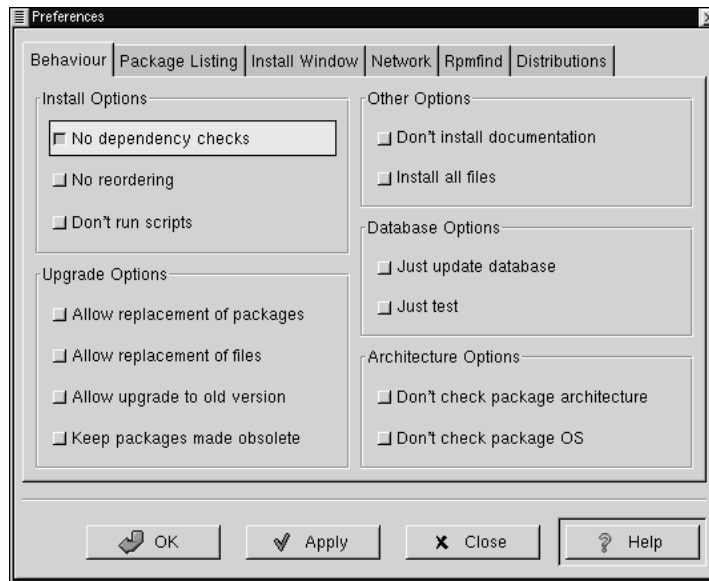 Preferences
Behaviour Package Listing Install Window Network Rpmfind Distributions
Install Options
No dependency checks
No reordering
Don't run scripts
Upgrade Options
Allow replacement of packages
Allow replacement of files
Allow upgrade to old version
Keep packages made obsolete
Other Options
Don't install documentation
Install all files
Database Options
Just update database
Just test
Architecture Options
Don't check package architecture
Don't check package OS
OK Apply Close Help